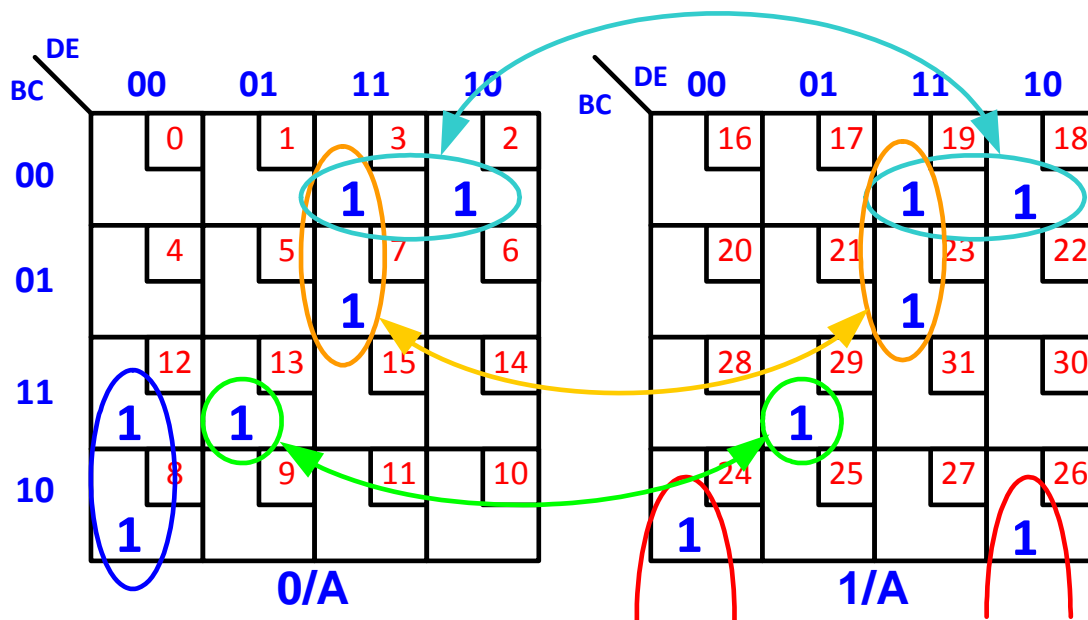 DE DE
BC 00 01 11 10 BC 00 01 11 10
0 1 3 2 16 17 19 18
00 1 1 1 1
4 5 7 6 20 21 23 22
01 1 1
12 13 15 14 28 29 31 30
11 1 1 1
8 9 11 10 24 25 27 26
10 1 1 1
0/A 1/A